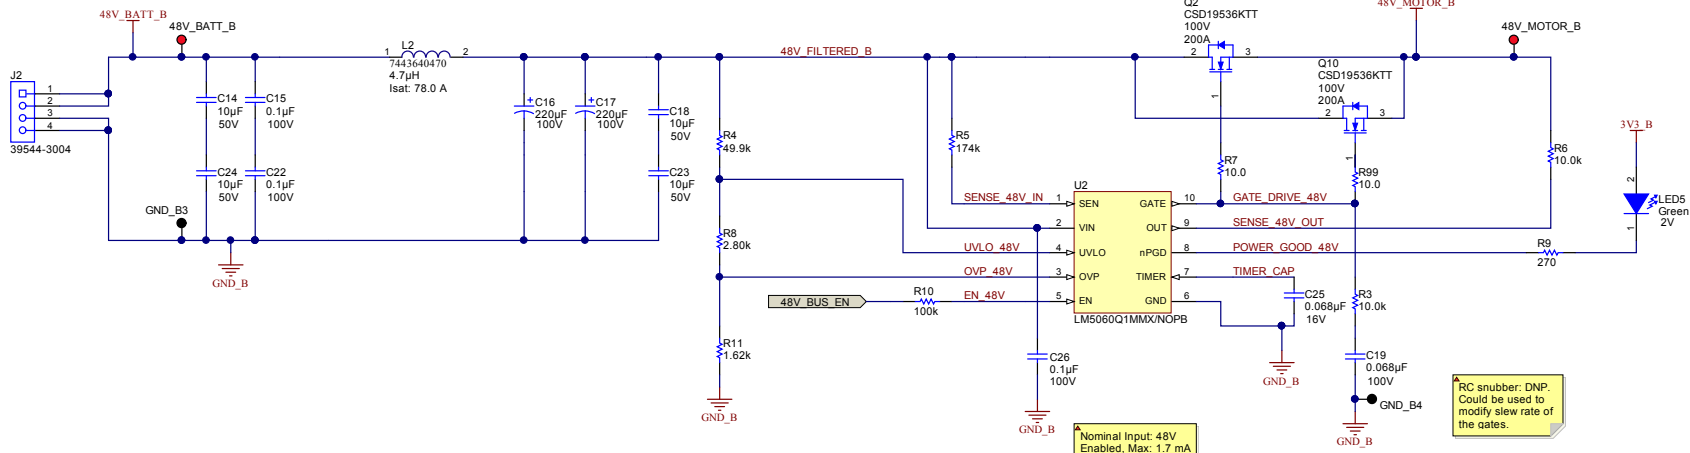 48V_BATT_B
48V_BATT_B
J2
1
2
3
4
39544-3004
C14
10µF
50V
C15
0.1µF
100V
C24
10µF
50V
C22
0.1µF
100V
GND_B3
GND_B
1
L2
2
7443640470
4.7µH
Isat: 78.0 A
C16
220µF
100V
C17
220µF
100V
C18
10µF
50V
C23
10µF
50V
R4
49.9k
R8
2.80k
R11
1.62k
GND_B
48V_FILTERED_B
R5
174k
SENSE_48V_IN
UVLO_48V
OVP_48V
48V_BUS_EN
R10
100k
EN_48V
U2
1
SEN
2
VIN
4
UVLO
3
OVP
5
EN
GATE
10
OUT
9
nPGD
8
TIMER
7
GND
6
LM5060Q1MMX/NOPB
C26
0.1µF
100V
GND_B
Q2
CSD19536KTT
100V
200A
2
3
1
R7
10.0
Q10
CSD19536KTT
100V
200A
2
3
1
R99
10.0
48V_MOTOR_B
48V_MOTOR_B
GATE_DRIVE_48V
SENSE_48V_OUT
POWER_GOOD_48V
TIMER_CAP
C25
0.068µF
16V
GND_B
R3
10.0k
C19
0.068µF
100V
GND_B4
GND_B
R6
10.0k
R9
270
3V3_B
2
LED5
Green
2V
1
RC snubber: DNP.
Could be used to
modify slew rate of
the gates.
Nominal Input: 48V
Enabled, Max: 1.7 mA